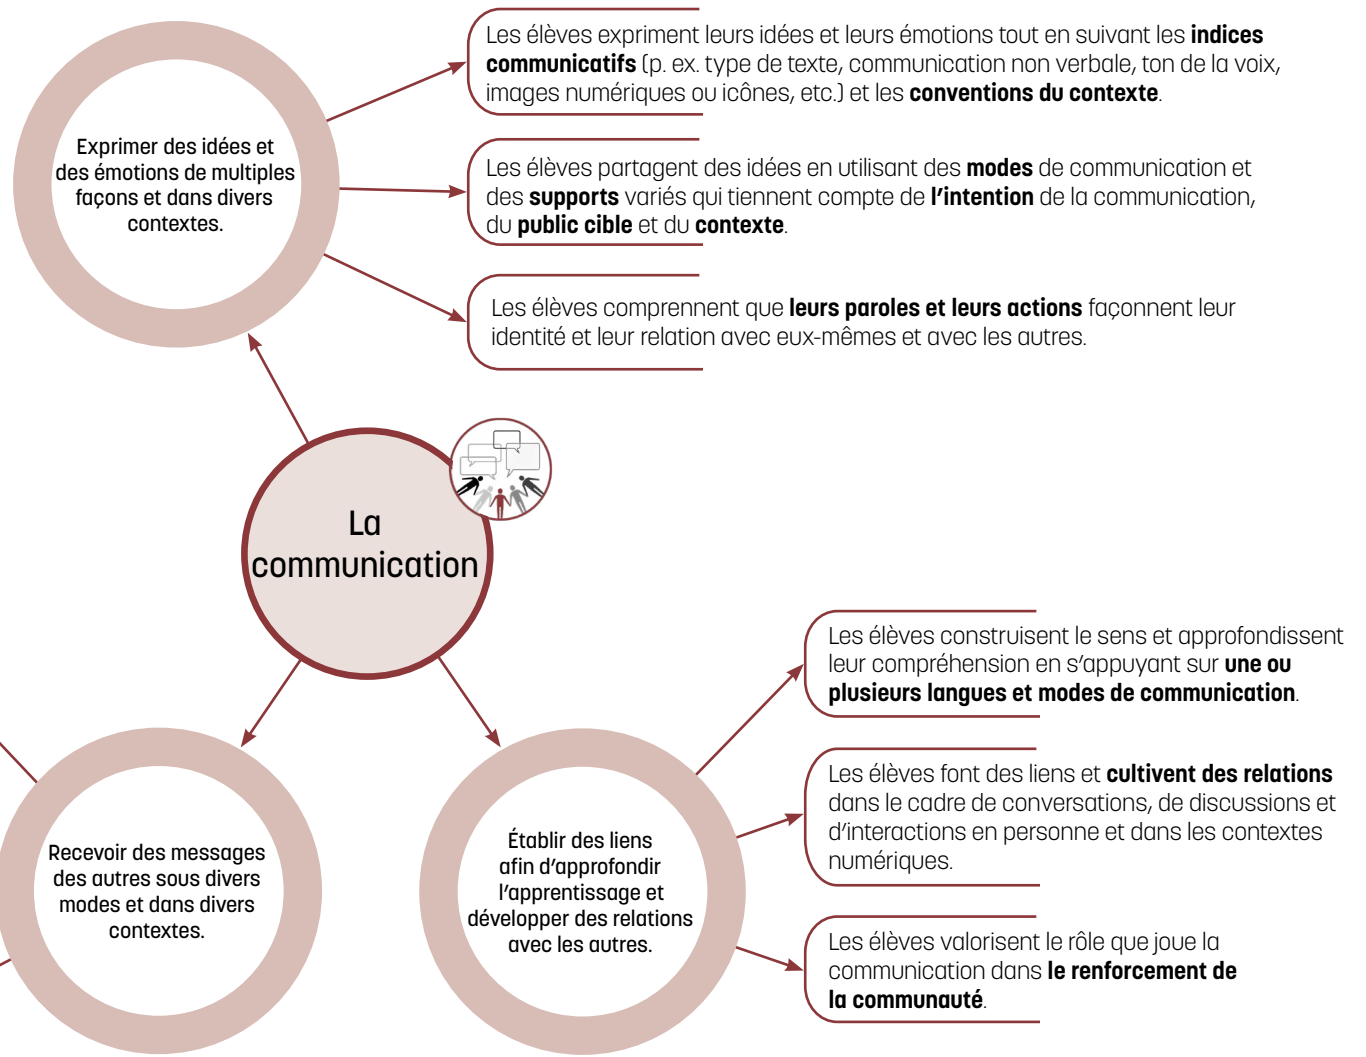 Les élèves expriment leurs idées et leurs émotions tout en suivant les indices
communicatifs (p. ex. type de texte, communication non verbale, ton de la voix,
images numériques ou icônes, etc.) et les conventions du contexte.
Exprimer des idées et
des émotions de multiples
façons et dans divers
contextes.
Les élèves partagent des idées en utilisant des modes de communication et
des supports variés qui tiennent compte de l’intention de la communication,
du public cible et du contexte.
Les élèves comprennent que leurs paroles et leurs actions façonnent leur
identité et leur relation avec eux-mêmes et avec les autres.
La
communication
Recevoir des messages
des autres sous divers
modes et dans divers
contextes.
Établir des liens
afin d’approfondir
l’apprentissage et
développer des relations
avec les autres.
Les élèves construisent le sens et approfondissent
leur compréhension en s’appuyant sur une ou
plusieurs langues et modes de communication.
Les élèves font des liens et cultivent des relations
dans le cadre de conversations, de discussions et
d’interactions en personne et dans les contextes
numériques.
Les élèves valorisent le rôle que joue la
communication dans le renforcement de
la communauté.